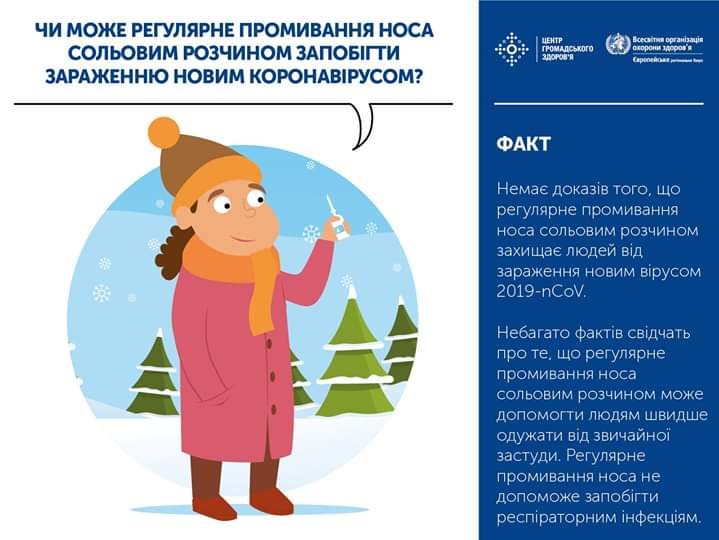 ЧИ МОЖЕ РЕГУЛЯРНЕ ПРОМИВАННЯ НОСА
СОЛЬОВИМ РОЗЧИНОМ ЗАПОБІГТИ
ЗАРАЖЕННЮ НОВИМ КОРОНАВІРУСОМ?
ЦЕНТР
ГРОМАДСЬКОГО
ЗДОРОВ'Я
Всесвітня організація
охорони здоров'я
Європейське регіональне бюро
ФАКТ
Немає доказів того, що
регулярне промивання
носа сольовим розчином
захищає людей від
зараження новим вірусом
2019-nCoV.
Небагато фактів свідчать
про те, що регулярне
промивання носа
сольовим розчином може
допомогти людям швидше
одужати від звичайної
застуди. Регулярне
промивання носа не
допоможе запобігти
респіраторним інфекціям.